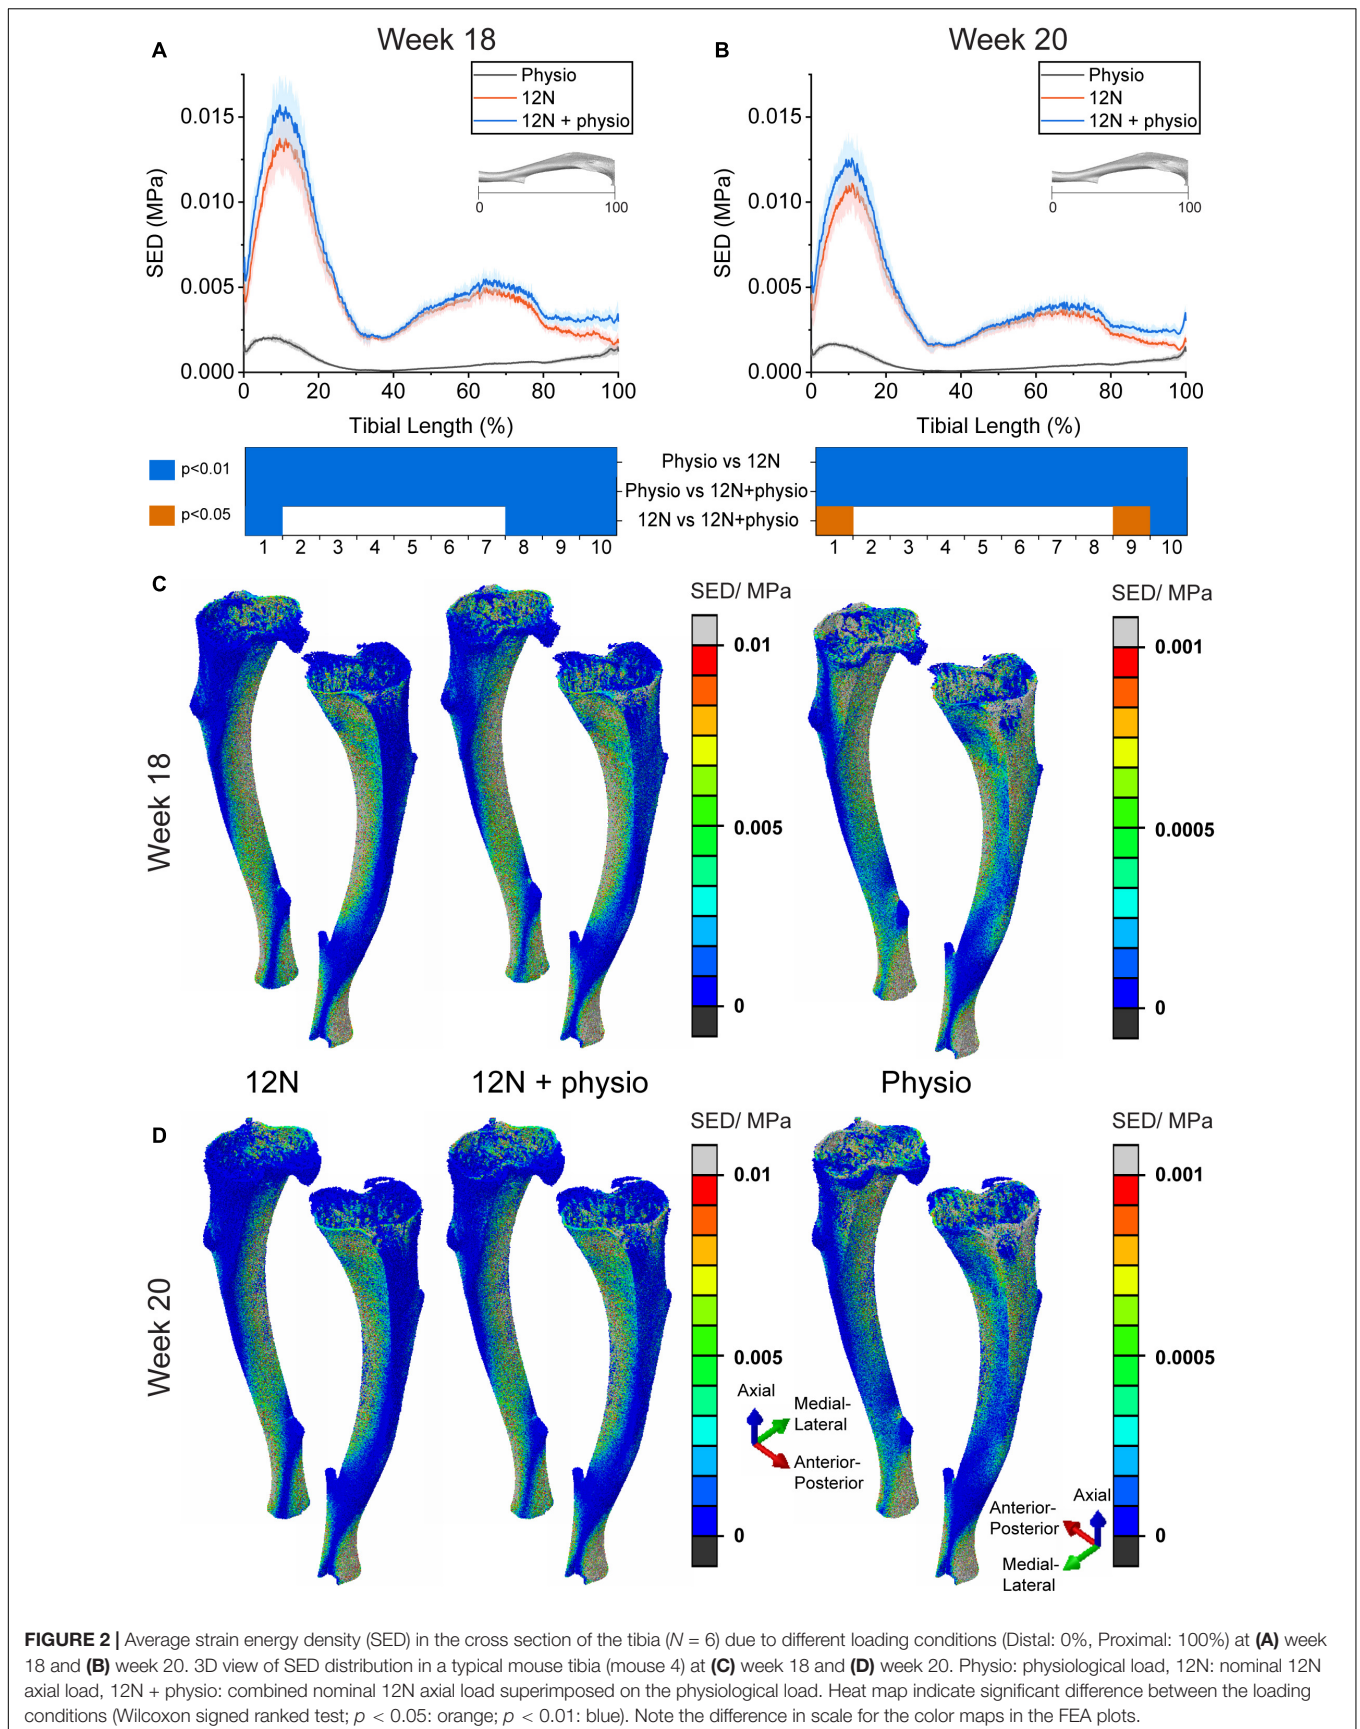 A
Week 18
B
Week 20
Physio
12N
12N + physio
Physio
12N
12N + physio
0.015
0.010
0.005
0.000
SED (MPa)
0
100
0 20 40 60 80 100
Tibial Length (%)
0.015
0.010
0.005
0.000
SED (MPa)
0
100
0 20 40 60 80 100
Tibial Length (%)
p<0.01
p<0.05
Physio vs 12N
Physio vs 12N+physio
12N vs 12N+physio
1 2 3 4 5 6 7 8 9 10
1 2 3 4 5 6 7 8 9 10
C
Week 18
SED/ MPa
0.01
0.005
0
SED/ MPa
0.001
0.0005
0
12N
12N + physio
Physio
D
Week 20
SED/ MPa
0.01
0.005
0
SED/ MPa
0.001
0.0005
0
Axial
Medial-
Lateral
Anterior-
Posterior
Axial
Anterior-
Posterior
Medial-
Lateral
FIGURE 2 | Average strain energy density (SED) in the cross section of the tibia (N = 6) due to different loading conditions (Distal: 0%, Proximal: 100%) at (A) week
18 and (B) week 20. 3D view of SED distribution in a typical mouse tibia (mouse 4) at (C) week 18 and (D) week 20. Physio: physiological load, 12N: nominal 12N
axial load, 12N + physio: combined nominal 12N axial load superimposed on the physiological load. Heat map indicate significant difference between the loading
conditions (Wilcoxon signed ranked test; p < 0.05: orange; p < 0.01: blue). Note the difference in scale for the color maps in the FEA plots.